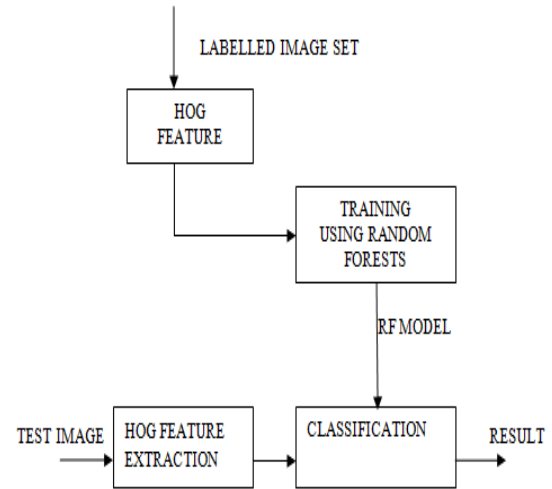 LABELLED IMAGE SET
HOG
FEATURE
TRAINING
USING RANDOM
FORESTS
RF MODEL
TEST IMAGE
HOG FEATURE
EXTRACTION
CLASSIFICATION
RESULT